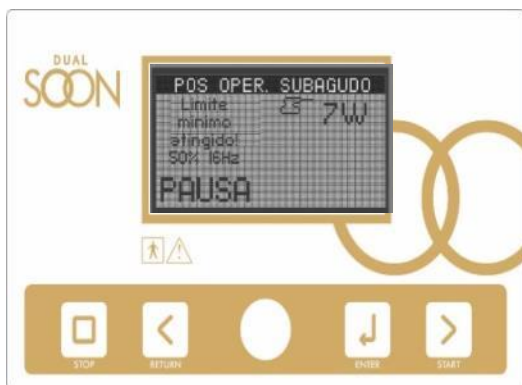 DUAL
SOON
POS OPER. SUBAGUDO
Limite
mínimo
atingido!
50% 16Hz
7W
PAUSA
STOP
RETURN
ENTER
START